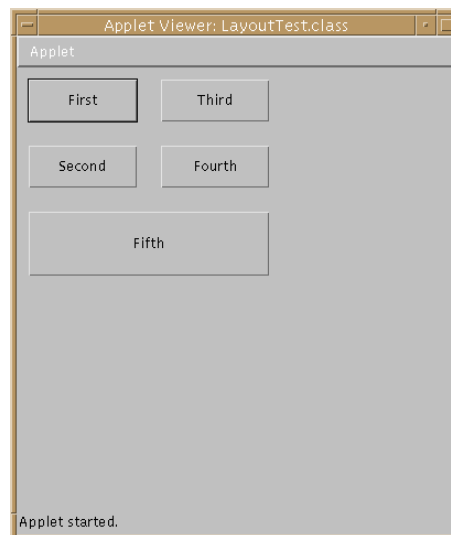 Applet Viewer: LayoutTest.class
Applet
First
Third
Second
Fourth
Fifth
Applet started.